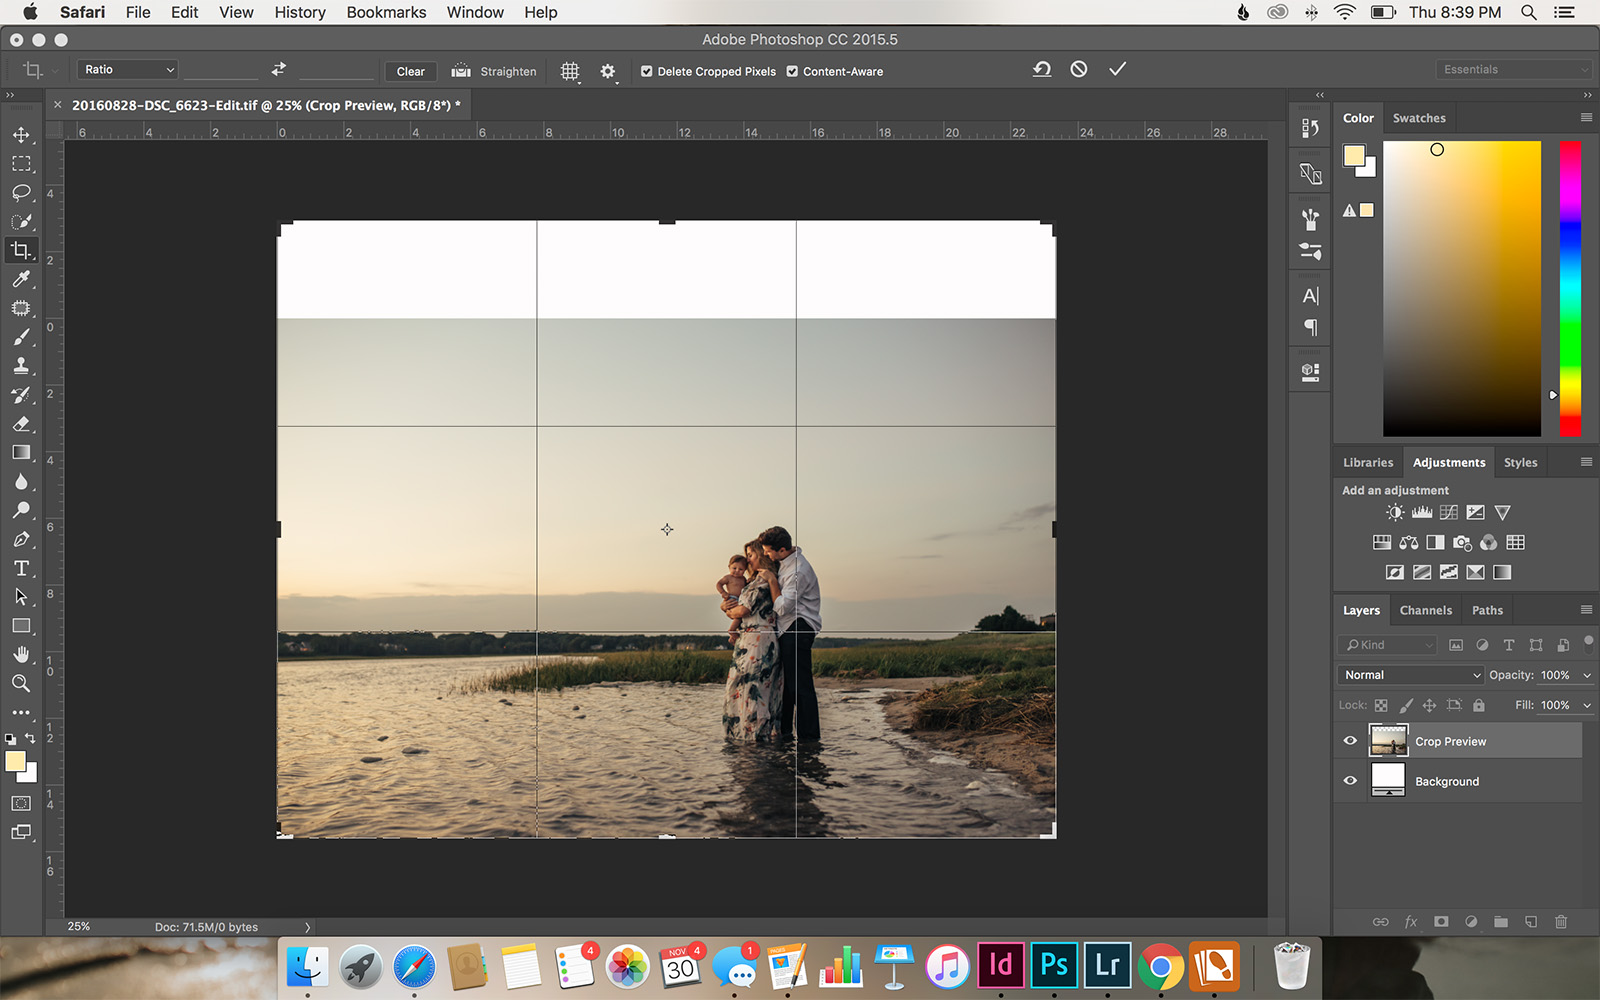 Safari File Edit View History Bookmarks Window Help Thu 8:39 PM
Adobe Photoshop CC 2015.5
Ratio Clear Straighten Delete Cropped Pixels Content-Aware Essentials
× 20160828-DSC_6623-Edit.tif @ 25% (Crop Preview, RGB/8*) *
6 4 2 0 2 4 6 8 10 12 14 16 18 20 22 24 26 28
4
2
0
2
4
6
8
10
12
14
16
Color Swatches
Libraries Adjustments Styles
Add an adjustment
Layers Channels Paths
Kind
Normal Opacity: 100%
Lock: Fill: 100%
Crop Preview
Background
fx
25% Doc: 71.5M/0 bytes
4 NOV 4 30 1 PAGES Id Ps Lr